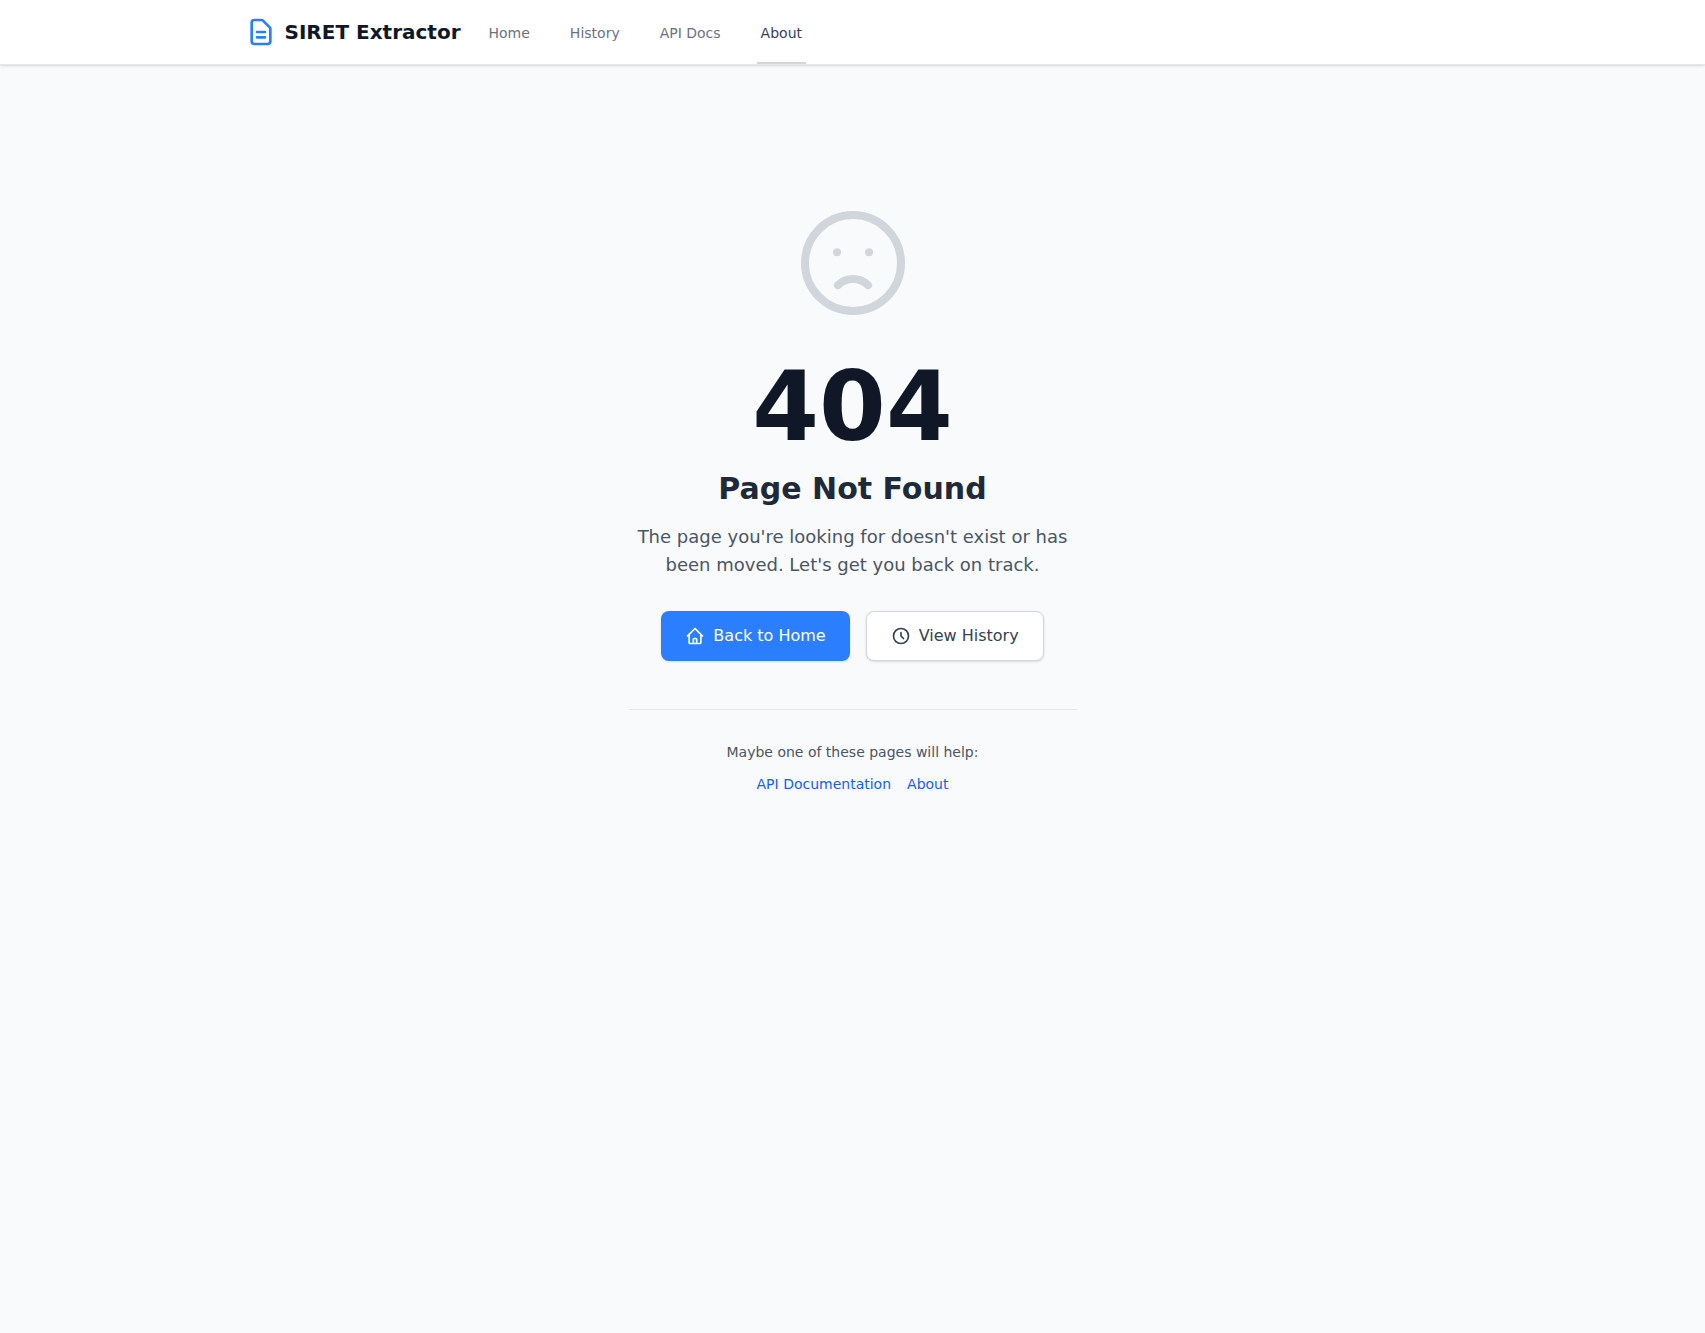 SIRET Extractor
Home
History
API Docs
About
404
Page Not Found
The page you're looking for doesn't exist or has
been moved. Let's get you back on track.
Back to Home
View History
Maybe one of these pages will help:
API Documentation
About